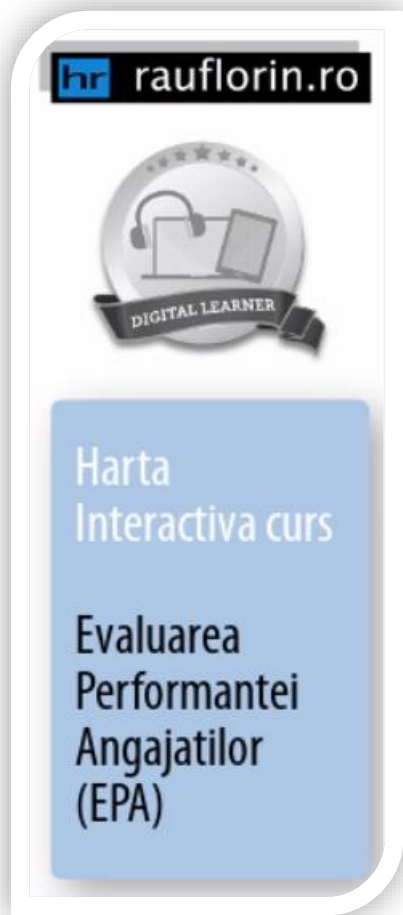 hr rauflorin.ro
DIGITAL LEARNER
Harta
Interactiva curs
Evaluarea
Performantei
Angajatilor
(EPA)